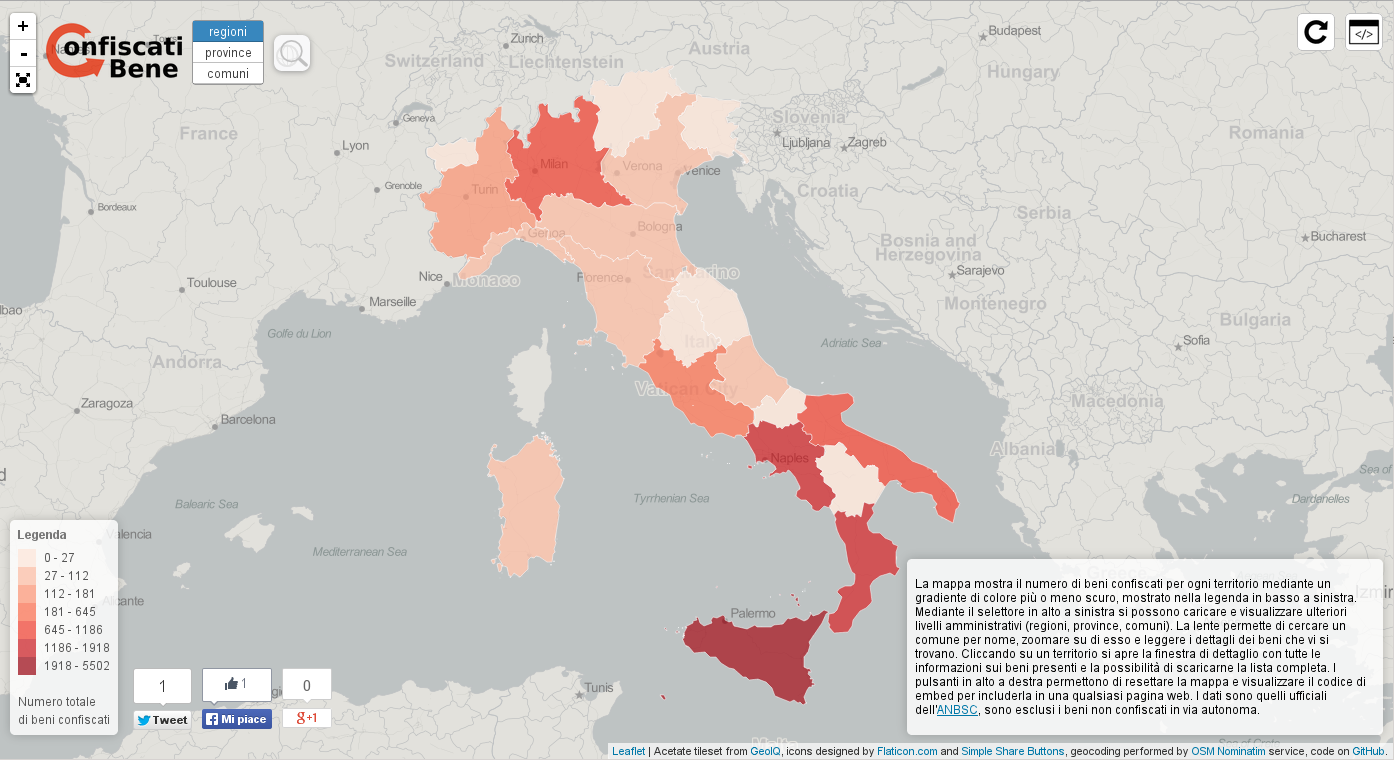 +
-
Confiscati
Bene
regioni
province
comuni
</>
Zurich
Budapest
Austria
Switzerland
Liechtenstein
Hungary
Slovenia
Geneva
France
Lyon
Ljubljana
Zagreb
Romania
Milan
Verona
Venice
Grenoble
Turin
Croatia
Bordeaux
Serbia
Genoa
Bologna
Bosnia and
Herzegovina
Bucharest
Toulouse
Nice
Monaco
Florence
San Marino
Sarajevo
Marseille
Montenegro
bao
Golfe du Lion
Bulgaria
Adriatic Sea
Sofia
Italy
Andorra
Vatican City
Zaragoza
Barcelona
Macedonia
Albania
Naples
Sea of
Tyrrhenian Sea
Balearic Sea
Dardanelles
Valencia
Mediterranean Sea
Greece
Izmir
Alicante
Palermo
Tunis
Malta
Sea of Crete
Legenda
0 - 27
27 - 112
112 - 181
181 - 645
645 - 1186
1186 - 1918
1918 - 5502
Numero totale
di beni confiscati
1
1
0
Tweet
Mi piace
g+1
La mappa mostra il numero di beni confiscati per ogni territorio mediante un
gradiente di colore più o meno scuro, mostrato nella legenda in basso a sinistra.
Mediante il selettore in alto a sinistra si possono caricare e visualizzare ulteriori
livelli amministrativi (regioni, province, comuni). La lente permette di cercare un
comune per nome, zoomare su di esso e leggere i dettagli dei beni che vi si
trovano. Cliccando su un territorio si apre la finestra di dettaglio con tutte le
informazioni sui beni presenti e la possibilità di scaricarne la lista completa. I
pulsanti in alto a destra permettono di resettare la mappa e visualizzare il codice di
embed per includerla in una qualsiasi pagina web. I dati sono quelli ufficiali
dell'ANBSC, sono esclusi i beni non confiscati in via autonoma.
Leaflet | Acetate tileset from GeoIQ, icons designed by Flaticon.com and Simple Share Buttons, geocoding performed by OSM Nominatim service, code on GitHub.